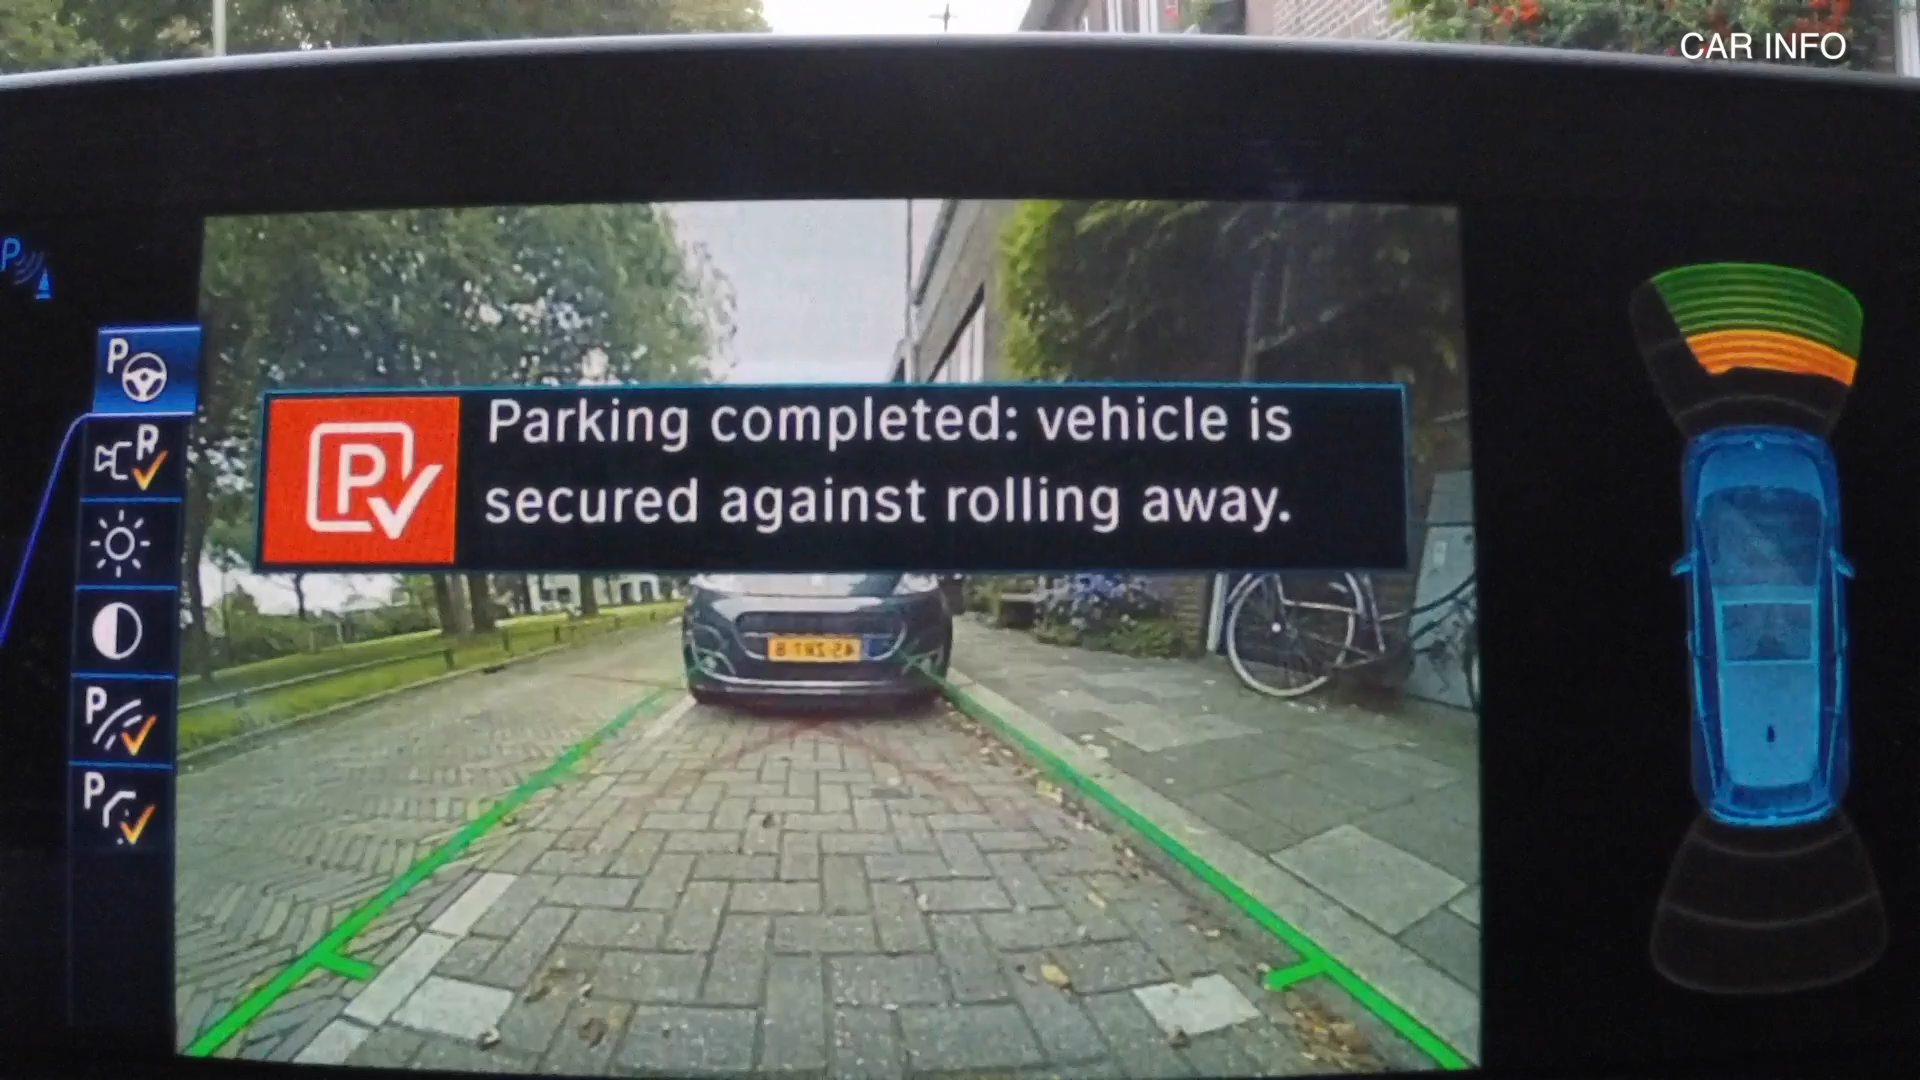 CAR INFO
P
P
R
Parking completed: vehicle is
secured against rolling away.
P
P
P